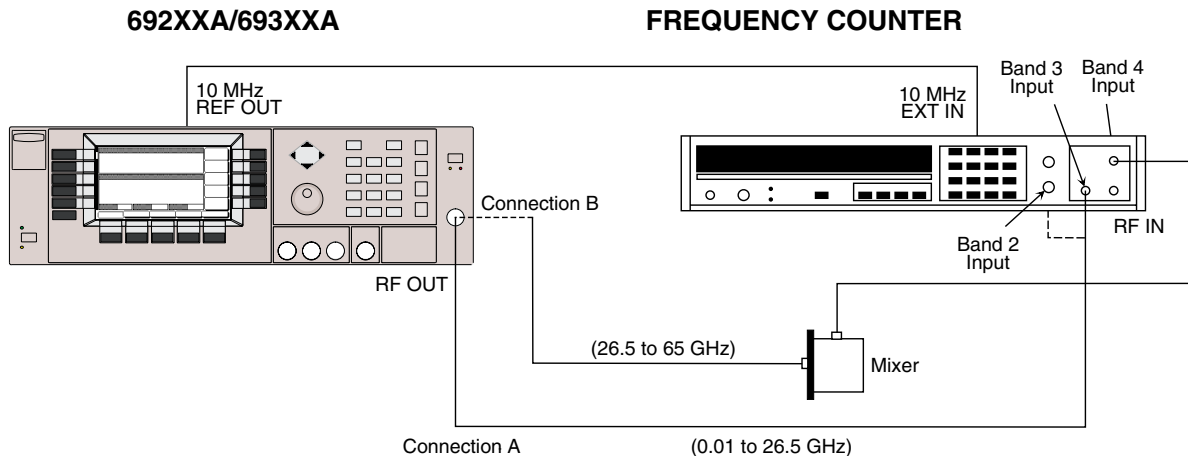 692XXA/693XXA
FREQUENCY COUNTER
10 MHz
REF OUT
10 MHz
EXT IN
Band 3
Input
Band 4
Input
Connection B
Band 2
Input
RF IN
RF OUT
(26.5 to 65 GHz)
Mixer
Connection A
(0.01 to 26.5 GHz)